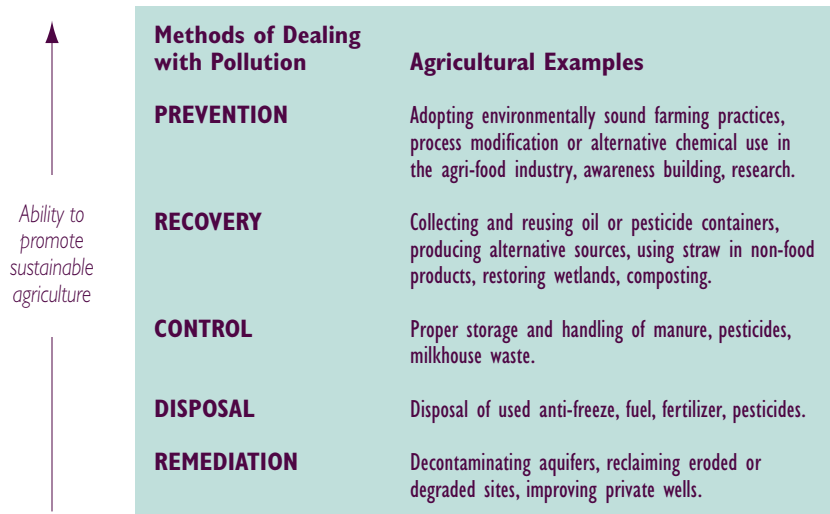 Methods of Dealing
with Pollution
Agricultural Examples
PREVENTION
Adopting environmentally sound farming practices,
process modification or alternative chemical use in
the agri-food industry, awareness building, research.
Ability to
promote
sustainable
agriculture
RECOVERY
Collecting and reusing oil or pesticide containers,
producing alternative sources, using straw in non-food
products, restoring wetlands, composting.
CONTROL
Proper storage and handling of manure, pesticides,
milkhouse waste.
DISPOSAL
Disposal of used anti-freeze, fuel, fertilizer, pesticides.
REMEDIATION
Decontaminating aquifers, reclaiming eroded or
degraded sites, improving private wells.